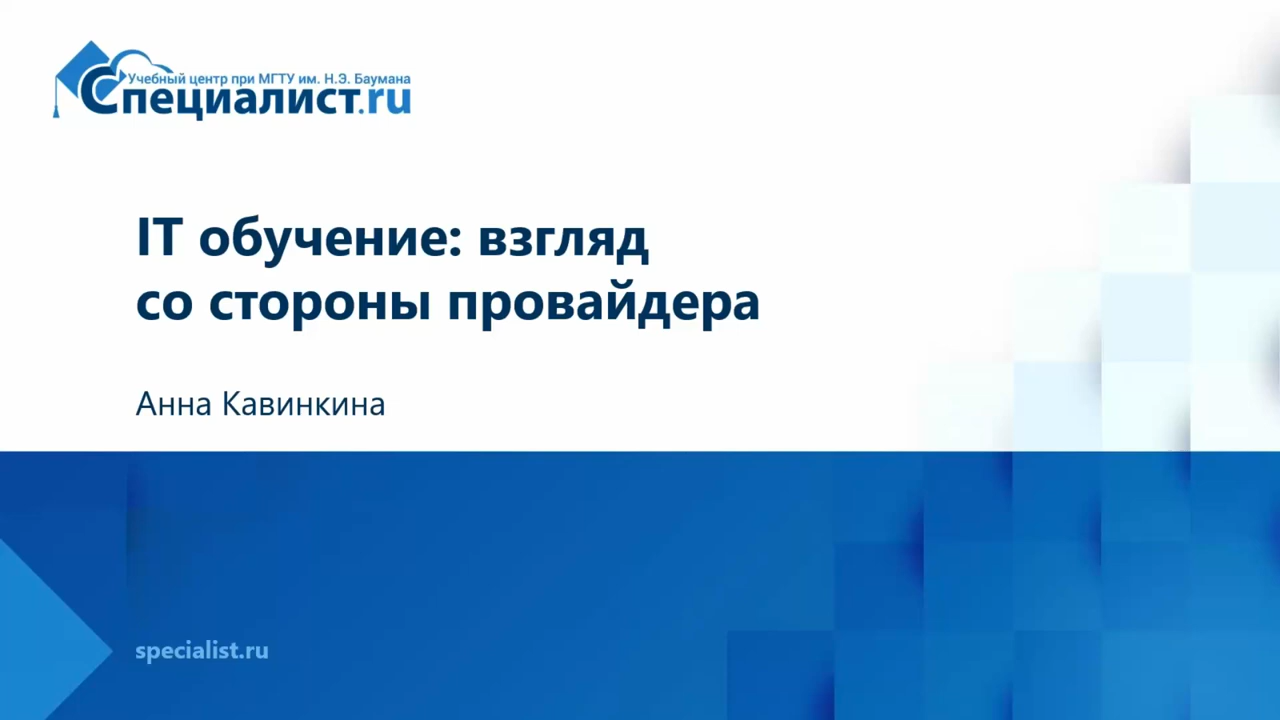 Учебный центр при МГТУ им. Н.Э. Баумана
Специалист.ru
IT обучение: взгляд
со стороны провайдера
Анна Кавинкина
specialist.ru